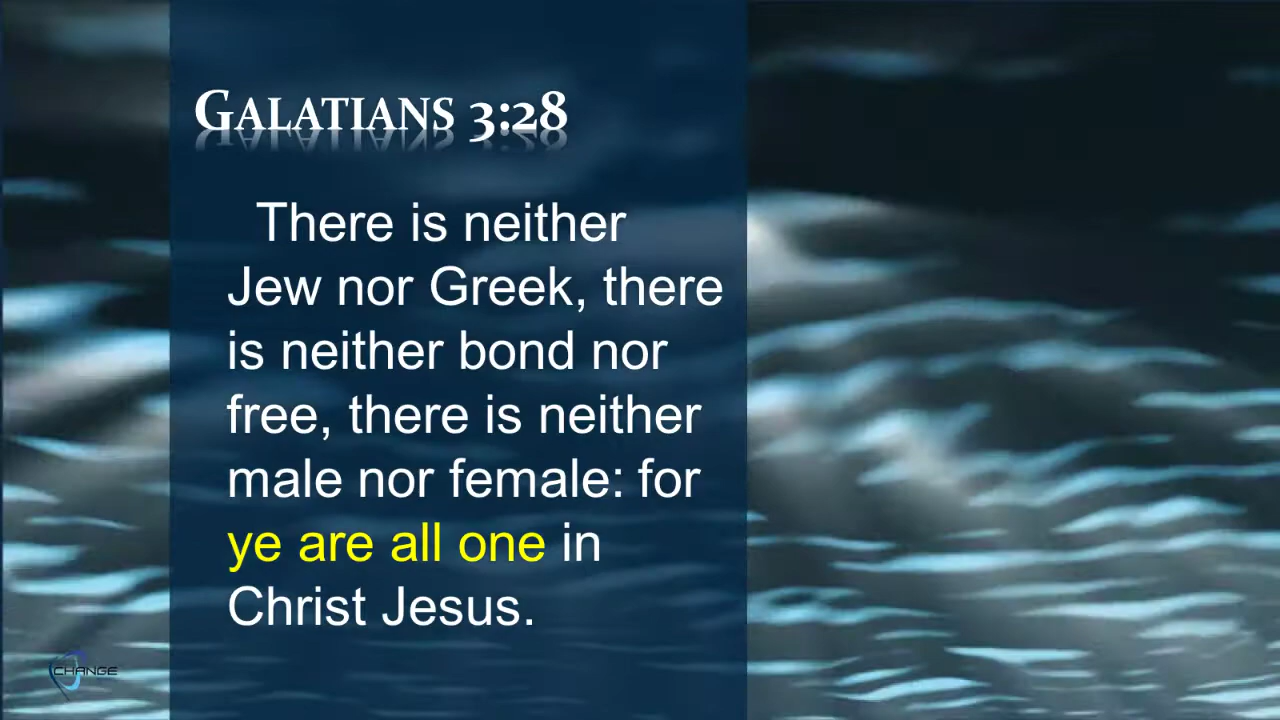 GALATIANS 3:28
There is neither
Jew nor Greek, there
is neither bond nor
free, there is neither
male nor female: for
ye are all one in
Christ Jesus.
CHANGE